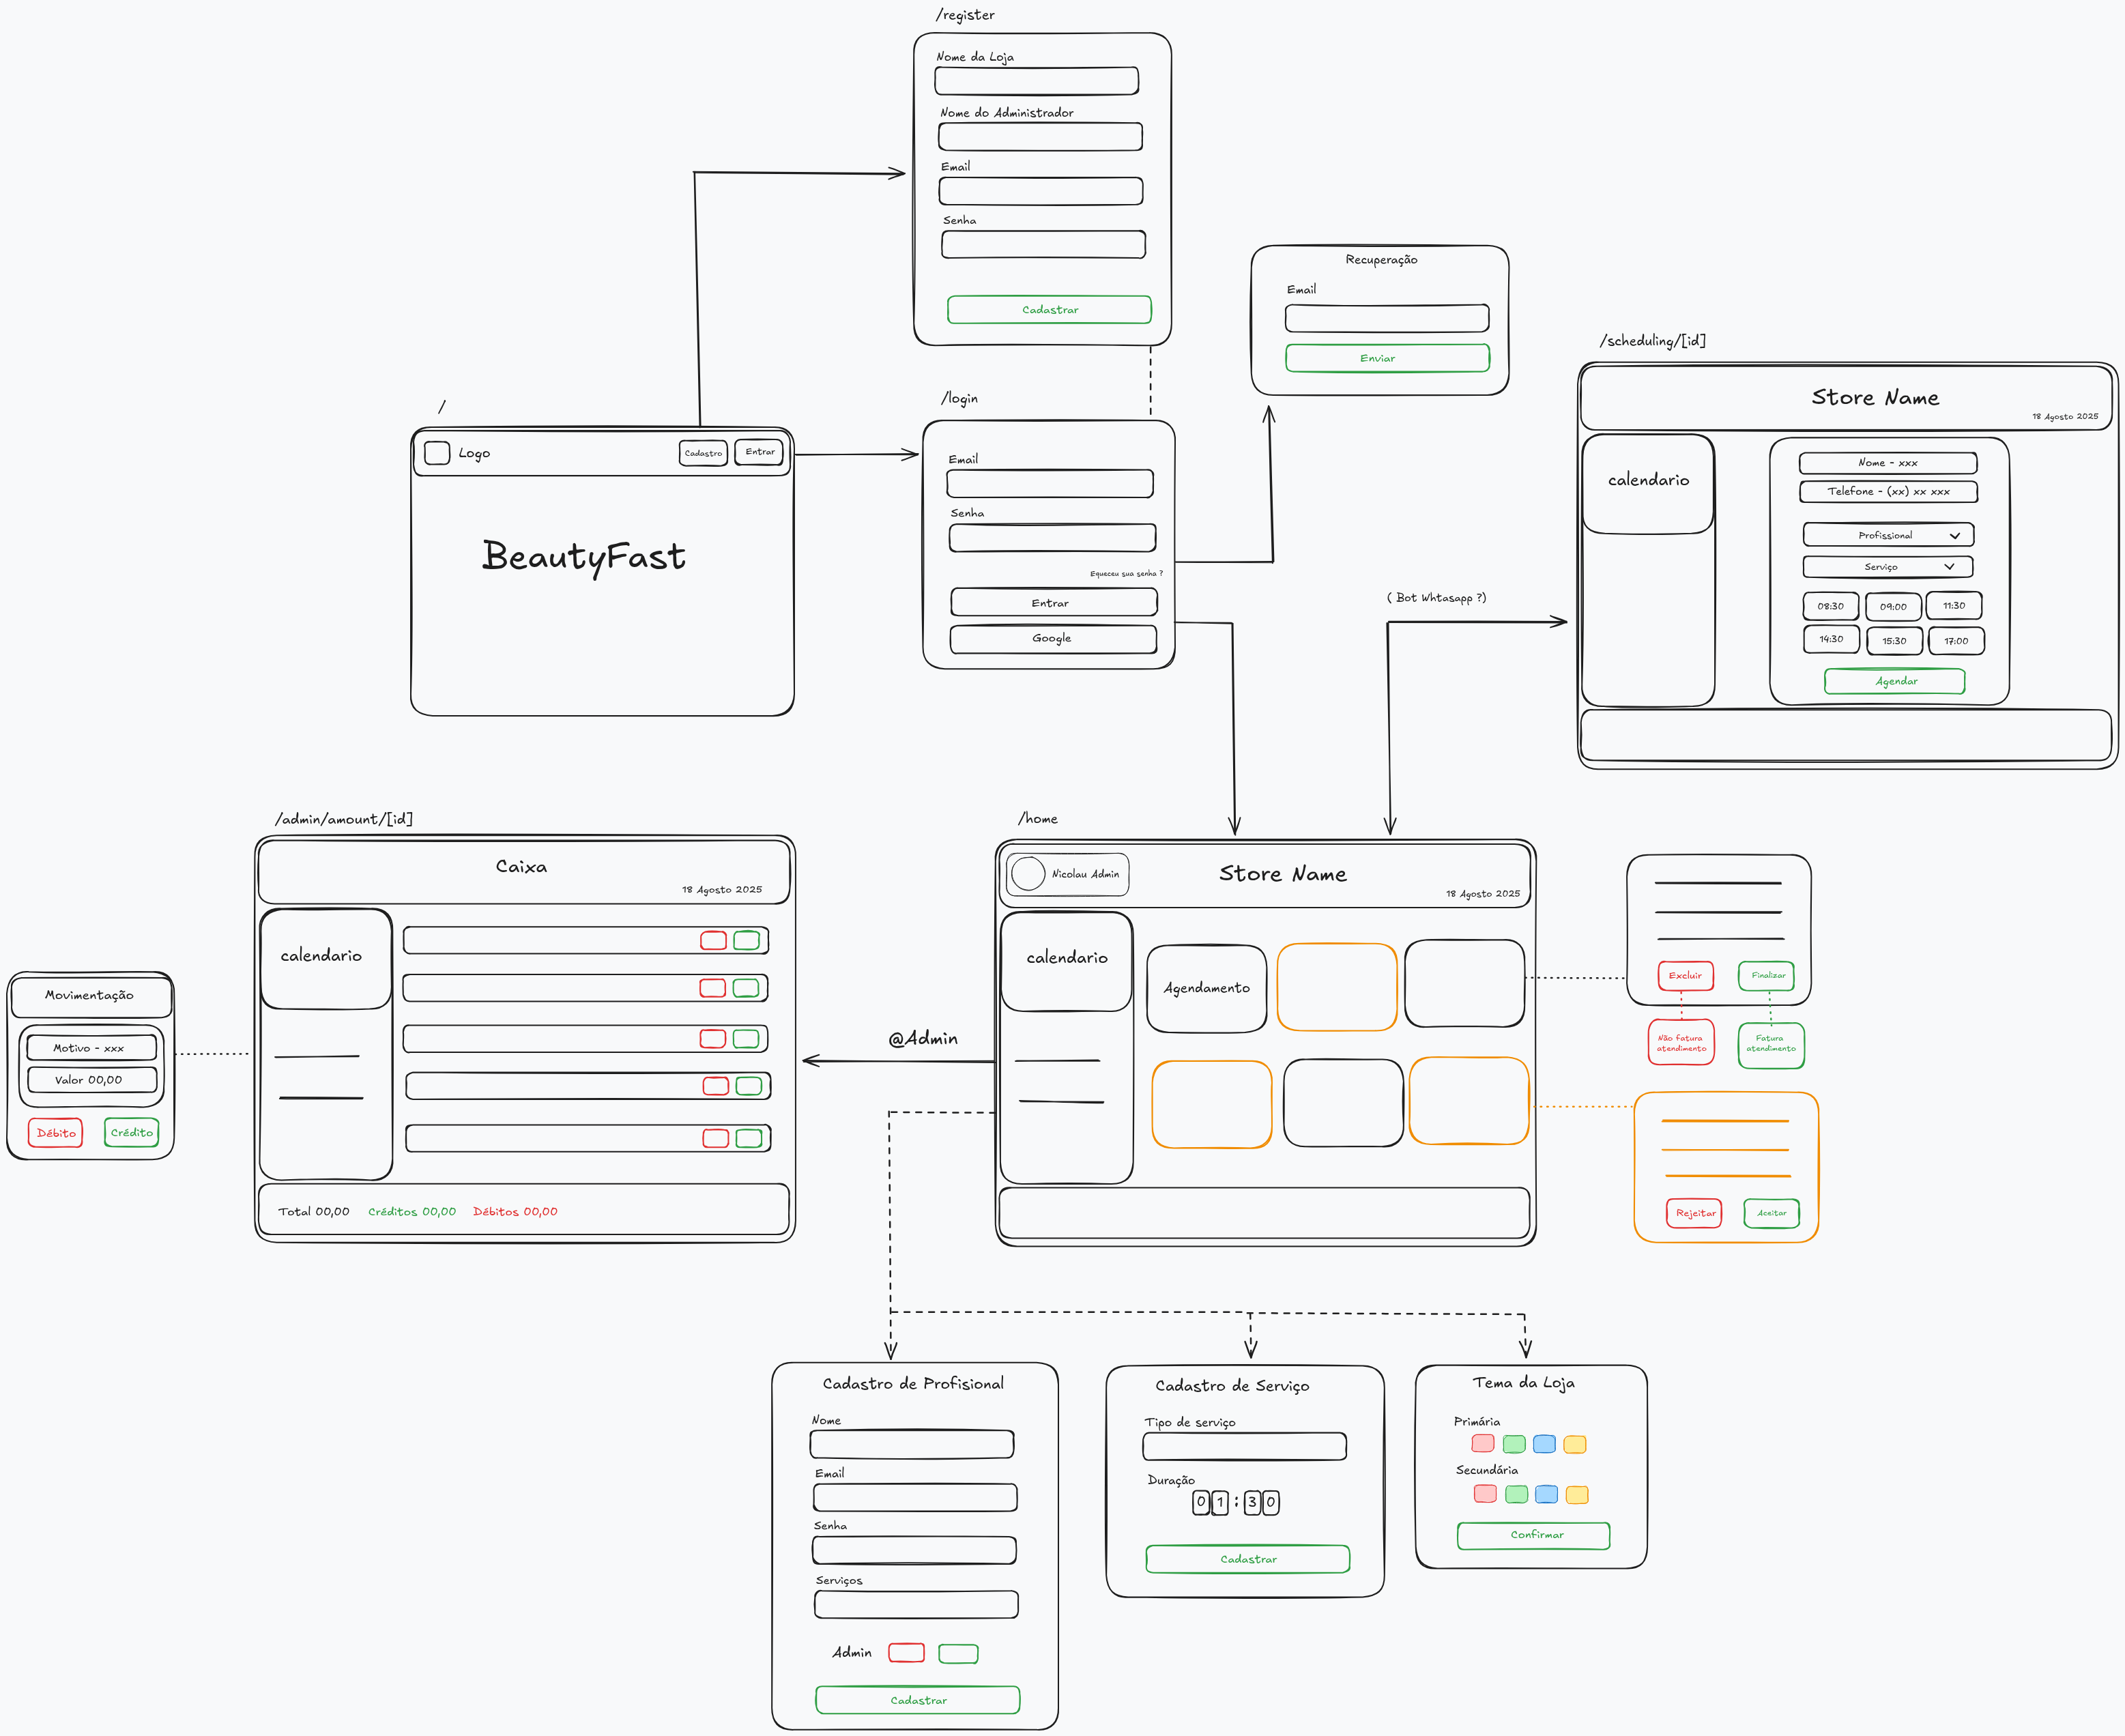 /register
Nome da Loja
Nome do Administrador
Email
Senha
Cadastrar
Recuperação
Email
Enviar
/scheduling/[id]
Store Name
18 Agosto 2025
calendario
Nome - xxx
Telefone - (xx) xx xxx
Profissional
Serviço
08:30 09:00 11:30
14:30 15:30 17:00
Agendar
/
Logo
Cadastro Entrar
BeautyFast
/login
Email
Senha
Equeceu sua senha ?
Entrar
Google
( Bot Whtasapp ?)
/admin/amount/[id]
Caixa
18 Agosto 2025
calendario
Total 00,00 Créditos 00,00 Débitos 00,00
Movimentação
Motivo - xxx
Valor 00,00
Débito Crédito
@Admin
/home
Nicolau Admin
Store Name
18 Agosto 2025
calendario
Agendamento
Excluir Finalizar
Não fatura
atendimento
Fatura
atendimento
Rejeitar Aceitar
Cadastro de Profisional
Nome
Email
Senha
Serviços
Admin
Cadastrar
Cadastro de Serviço
Tipo de serviço
Duração
01:30
Cadastrar
Tema da Loja
Primária
Secundária
Confirmar